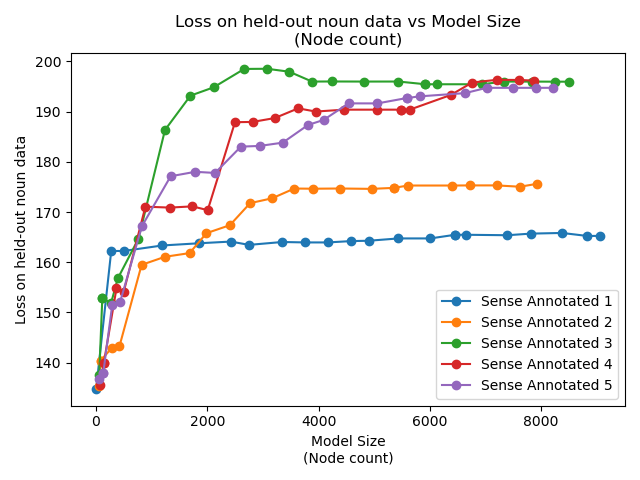 Loss on held-out noun data vs Model Size
(Node count)
Loss on held-out noun data
200
190
180
170
160
150
140
0
2000
4000
6000
8000
Model Size
(Node count)
Sense Annotated 1
Sense Annotated 2
Sense Annotated 3
Sense Annotated 4
Sense Annotated 5